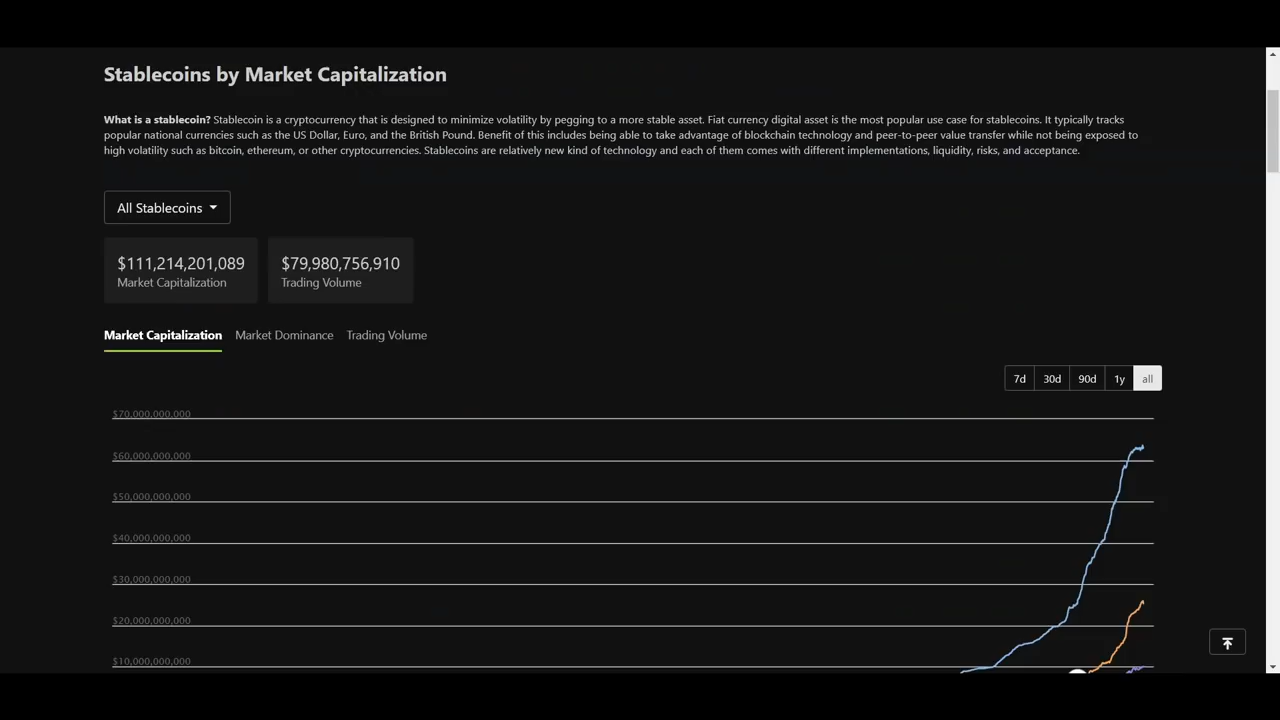 Stablecoins by Market Capitalization
What is a stablecoin? Stablecoin is a cryptocurrency that is designed to minimize volatility by pegging to a more stable asset. Fiat currency digital asset is the most popular use case for stablecoins. It typically tracks
popular national currencies such as the US Dollar, Euro, and the British Pound. Benefit of this includes being able to take advantage of blockchain technology and peer-to-peer value transfer while not being exposed to
high volatility such as bitcoin, ethereum, or other cryptocurrencies. Stablecoins are relatively new kind of technology and each of them comes with different implementations, liquidity, risks, and acceptance.
All Stablecoins
$111,214,201,089 $79,980,756,910
Market Capitalization Trading Volume
Market Capitalization Market Dominance Trading Volume
7d 30d 90d 1y all
$70,000,000,000
$60,000,000,000
$50,000,000,000
$40,000,000,000
$30,000,000,000
$20,000,000,000
$10,000,000,000